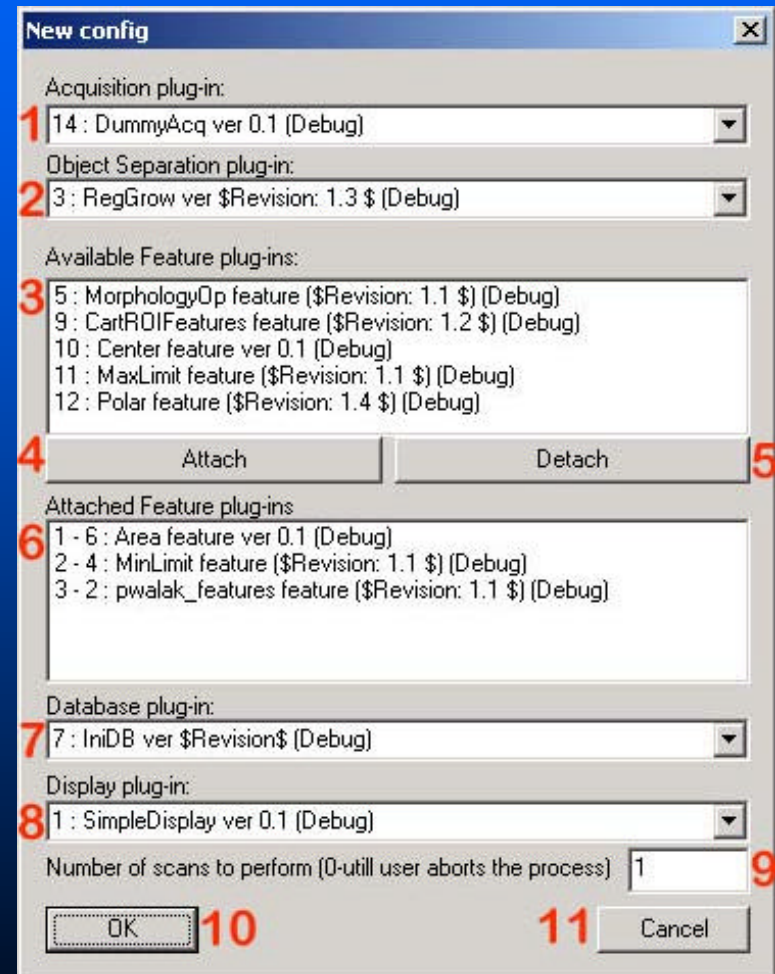 New config
Acquisition plug-in:
1 14 : DummyAcq ver 0.1 (Debug)
Object Separation plug-in:
2 3 : RegGrow ver $Revision: 1.3 $ (Debug)
Available Feature plug-ins:
3 5 : MorphologyOp feature ($Revision: 1.1 $) (Debug)
9 : CartROIFeatures feature ($Revision: 1.2 $) (Debug)
10 : Center feature ver 0.1 (Debug)
11 : MaxLimit feature ($Revision: 1.1 $) (Debug)
12 : Polar feature ($Revision: 1.4 $) (Debug)
4 Attach Detach 5
Attached Feature plug-ins
6 1 - 6 : Area feature ver 0.1 (Debug)
2 - 4 : MinLimit feature ($Revision: 1.1 $) (Debug)
3 - 2 : pwalak_features feature ($Revision: 1.1 $) (Debug)
Database plug-in:
7 7 : IniDB ver $Revision$ (Debug)
Display plug-in:
8 1 : SimpleDisplay ver 0.1 (Debug)
Number of scans to perform (0-utill user aborts the process) 1 9
OK 10 11 Cancel